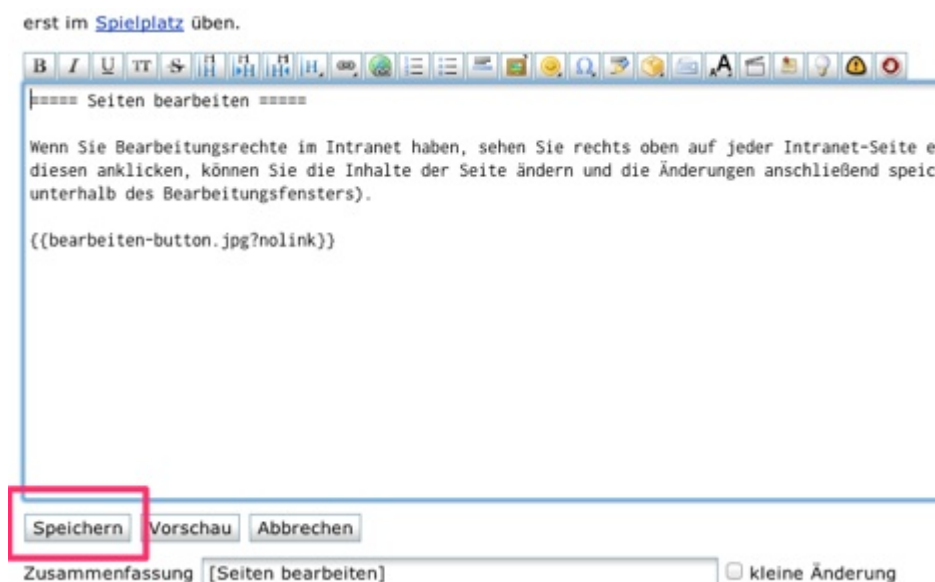 erst im Spielplatz üben.
B I U TT S H H H H
===== Seiten bearbeiten =====
Wenn Sie Bearbeitungsrechte im Intranet haben, sehen Sie rechts oben auf jeder Intranet-Seite e
diesen anklicken, können Sie die Inhalte der Seite ändern und die Änderungen anschließend speic
unterhalb des Bearbeitungsfensters).
{{bearbeiten-button.jpg?nolink}}
Speichern Vorschau Abbrechen
Zusammenfassung [Seiten bearbeiten] kleine Änderung